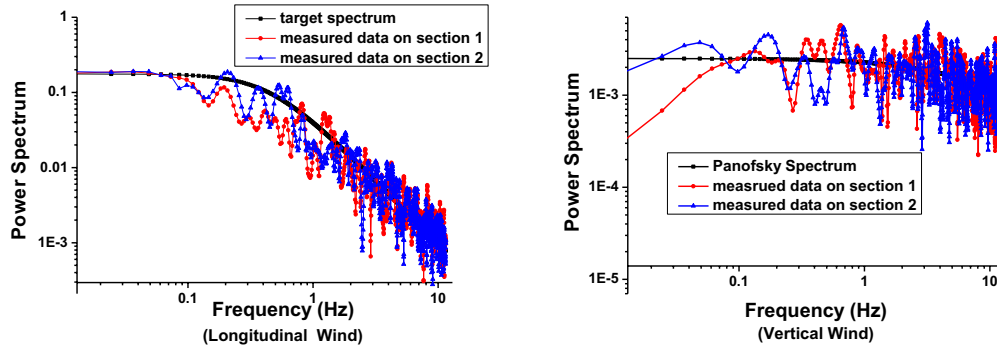 Power Spectrum
1
0.1
0.01
1E-3
target spectrum
measured data on section 1
measured data on section 2
0.1
1
10
Frequency (Hz)
(Longitudinal Wind)
Power Spectrum
1E-3
1E-4
1E-5
Panofsky Spectrum
measrued data on section 1
measured data on section 2
0.1
1
10
Frequency (Hz)
(Vertical Wind)